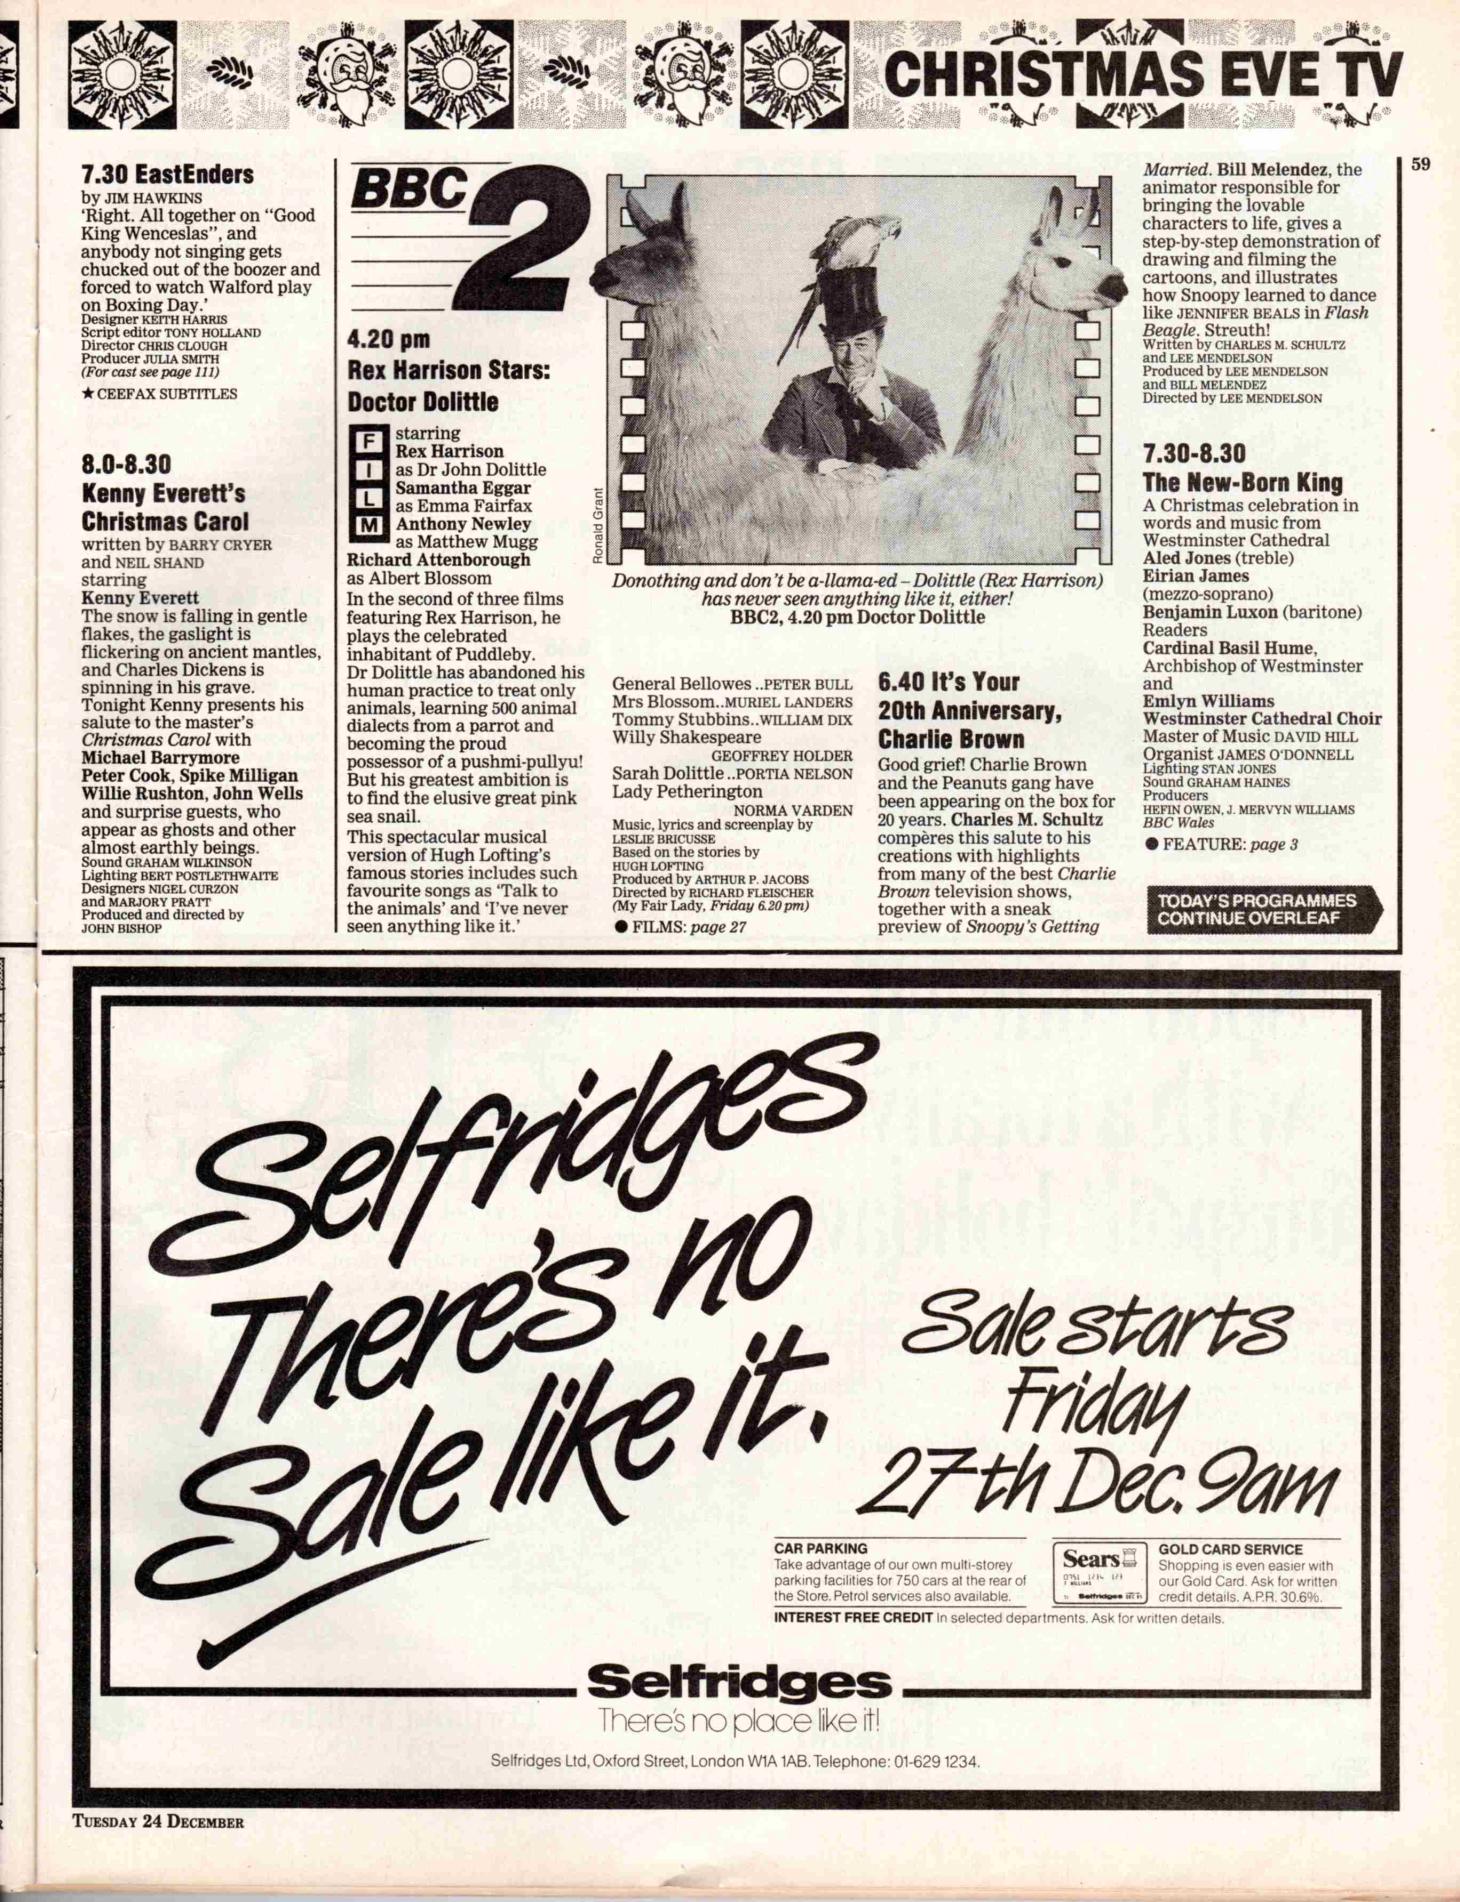 CHRISTMAS EVE TV
59
7.30 EastEnders
by JIM HAWKINS
'Right. All together on "Good
King Wenceslas", and
anybody not singing gets
chucked out of the boozer and
forced to watch Walford play
on Boxing Day.'
Designer KEITH HARRIS
Script editor TONY HOLLAND
Director CHRIS CLOUGH
Producer JULIA SMITH
(For cast see page 111)
★ CEEFAX SUBTITLES
8.0-8.30
Kenny Everett's
Christmas Carol
written by BARRY CRYER
and NEIL SHAND
starring
Kenny Everett
The snow is falling in gentle
flakes, the gaslight is
flickering on ancient mantles,
and Charles Dickens is
spinning in his grave.
Tonight Kenny presents his
salute to the master's
Christmas Carol with
Michael Barrymore
Peter Cook, Spike Milligan
Willie Rushton, John Wells
and surprise guests, who
appear as ghosts and other
almost earthly beings.
Sound GRAHAM WILKINSON
Lighting BERT POSTLETHWAITE
Designers NIGEL CURZON
and MARJORY PRATT
Produced and directed by
JOHN BISHOP
BBC 2
4.20 pm
Rex Harrison Stars:
Doctor Dolittle
FILM
starring
Rex Harrison
as Dr John Dolittle
Samantha Eggar
as Emma Fairfax
Anthony Newley
as Matthew Mugg
Richard Attenborough
as Albert Blossom
In the second of three films
featuring Rex Harrison, he
plays the celebrated
inhabitant of Puddleby.
Dr Dolittle has abandoned his
human practice to treat only
animals, learning 500 animal
dialects from a parrot and
becoming the proud
possessor of a pushmi-pullyu!
But his greatest ambition is
to find the elusive great pink
sea snail.
This spectacular musical
version of Hugh Lofting's
famous stories includes such
favourite songs as 'Talk to
the animals' and 'I've never
seen anything like it.'
Ronald Grant
Donothing and don't be a-llama-ed – Dolittle (Rex Harrison)
has never seen anything like it, either!
BBC2, 4.20 pm Doctor Dolittle
General Bellowes ..PETER BULL
Mrs Blossom..MURIEL LANDERS
Tommy Stubbins..WILLIAM DIX
Willy Shakespeare
GEOFFREY HOLDER
Sarah Dolittle ..PORTIA NELSON
Lady Petherington
NORMA VARDEN
Music, lyrics and screenplay by
LESLIE BRICUSSE
Based on the stories by
HUGH LOFTING
Produced by ARTHUR P. JACOBS
Directed by RICHARD FLEISCHER
(My Fair Lady, Friday 6.20 pm)
● FILMS: page 27
6.40 It's Your
20th Anniversary,
Charlie Brown
Good grief! Charlie Brown
and the Peanuts gang have
been appearing on the box for
20 years. Charles M. Schultz
compères this salute to his
creations with highlights
from many of the best Charlie
Brown television shows,
together with a sneak
preview of Snoopy's Getting
Married. Bill Melendez, the
animator responsible for
bringing the lovable
characters to life, gives a
step-by-step demonstration of
drawing and filming the
cartoons, and illustrates
how Snoopy learned to dance
like JENNIFER BEALS in Flash
Beagle. Streuth!
Written by CHARLES M. SCHULTZ
and LEE MENDELSON
Produced by LEE MENDELSON
and BILL MELENDEZ
Directed by LEE MENDELSON
7.30-8.30
The New-Born King
A Christmas celebration in
words and music from
Westminster Cathedral
Aled Jones (treble)
Eirian James
(mezzo-soprano)
Benjamin Luxon (baritone)
Readers
Cardinal Basil Hume,
Archbishop of Westminster
and
Emlyn Williams
Westminster Cathedral Choir
Master of Music DAVID HILL
Organist JAMES O'DONNELL
Lighting STAN JONES
Sound GRAHAM HAINES
Producers
HEFIN OWEN, J. MERVYN WILLIAMS
BBC Wales
● FEATURE: page 3
TODAY'S PROGRAMMES
CONTINUE OVERLEAF
Selfridges
There's no
Sale like it.
Sale starts
Friday
27th Dec. 9am
CAR PARKING
Take advantage of our own multi-storey
parking facilities for 750 cars at the rear of
the Store. Petrol services also available.
Sears
Selfridges
GOLD CARD SERVICE
Shopping is even easier with
our Gold Card. Ask for written
credit details. A.P.R. 30.6%.
INTEREST FREE CREDIT In selected departments. Ask for written details.
Selfridges
There's no place like it!
Selfridges Ltd, Oxford Street, London W1A 1AB. Telephone: 01-629 1234.
TUESDAY 24 DECEMBER